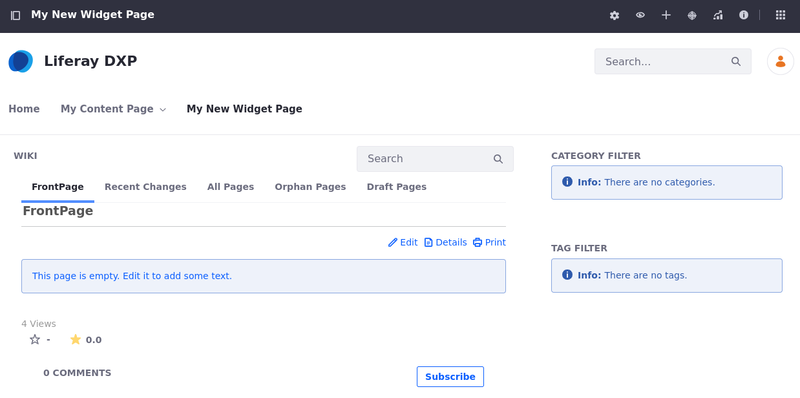 My New Widget Page
Liferay DXP
Search...
Home My Content Page My New Widget Page
WIKI
Search
FrontPage Recent Changes All Pages Orphan Pages Draft Pages
FrontPage
Edit Details Print
This page is empty. Edit it to add some text.
4 Views
- 0.0
0 COMMENTS
Subscribe
CATEGORY FILTER
Info: There are no categories.
TAG FILTER
Info: There are no tags.